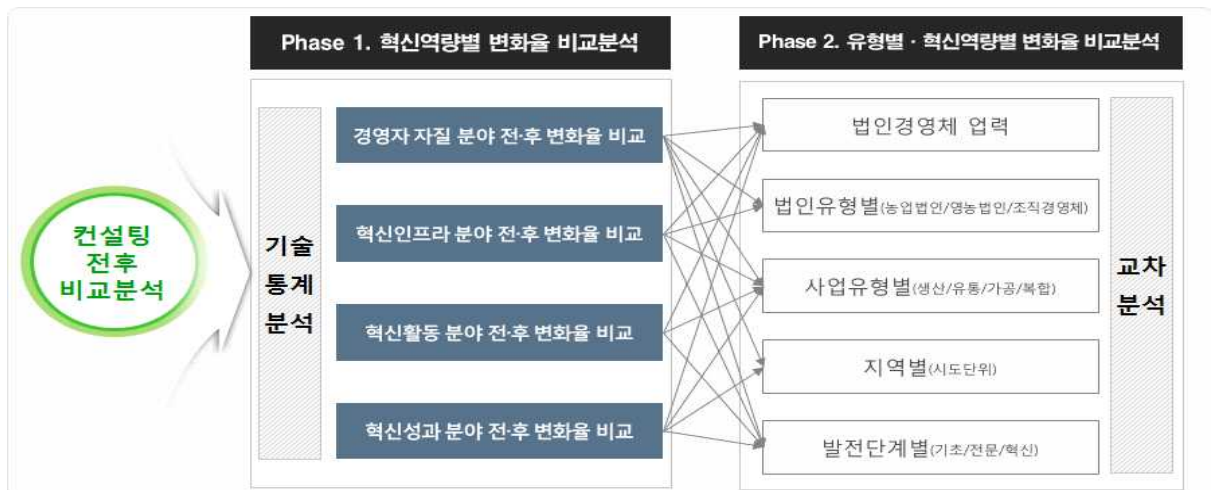 Phase 1. 혁신역량별 변화율 비교분석
Phase 2. 유형별 · 혁신역량별 변화율 비교분석
컨설팅
전후
비교분석
기술
통계
분석
경영자 자질 분야 전·후 변화율 비교
혁신인프라 분야 전·후 변화율 비교
혁신활동 분야 전·후 변화율 비교
혁신성과 분야 전·후 변화율 비교
법인경영체 업력
법인유형별(농업법인/영농법인/조직경영체)
사업유형별(생산/유통/가공/복합)
지역별(시도단위)
발전단계별(기초/전문/혁신)
교차
분석